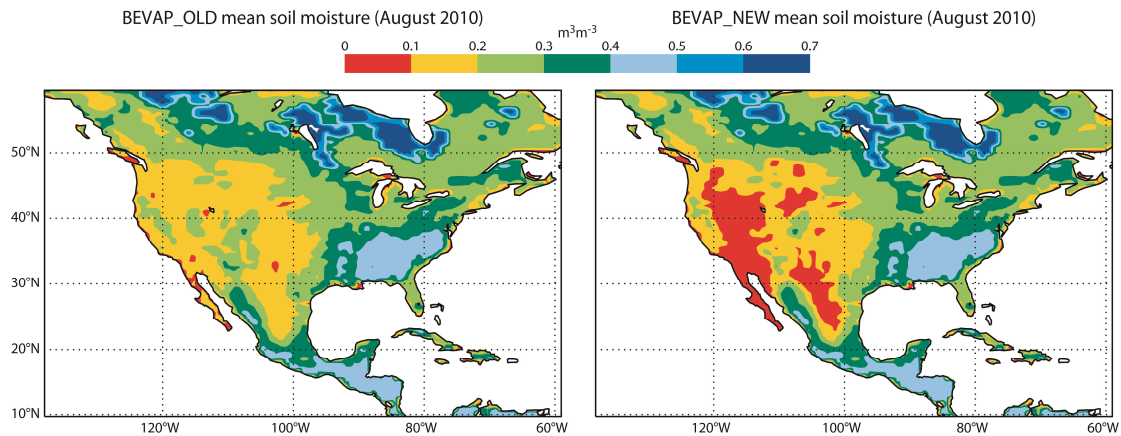 BEVAP_OLD mean soil moisture (August 2010)
BEVAP_NEW mean soil moisture (August 2010)
m³m⁻³
0 0.1 0.2 0.3 0.4 0.5 0.6 0.7
50°N
40°N
30°N
20°N
10°N
120°W 100°W 80°W 60°W
120°W 100°W 80°W 60°W